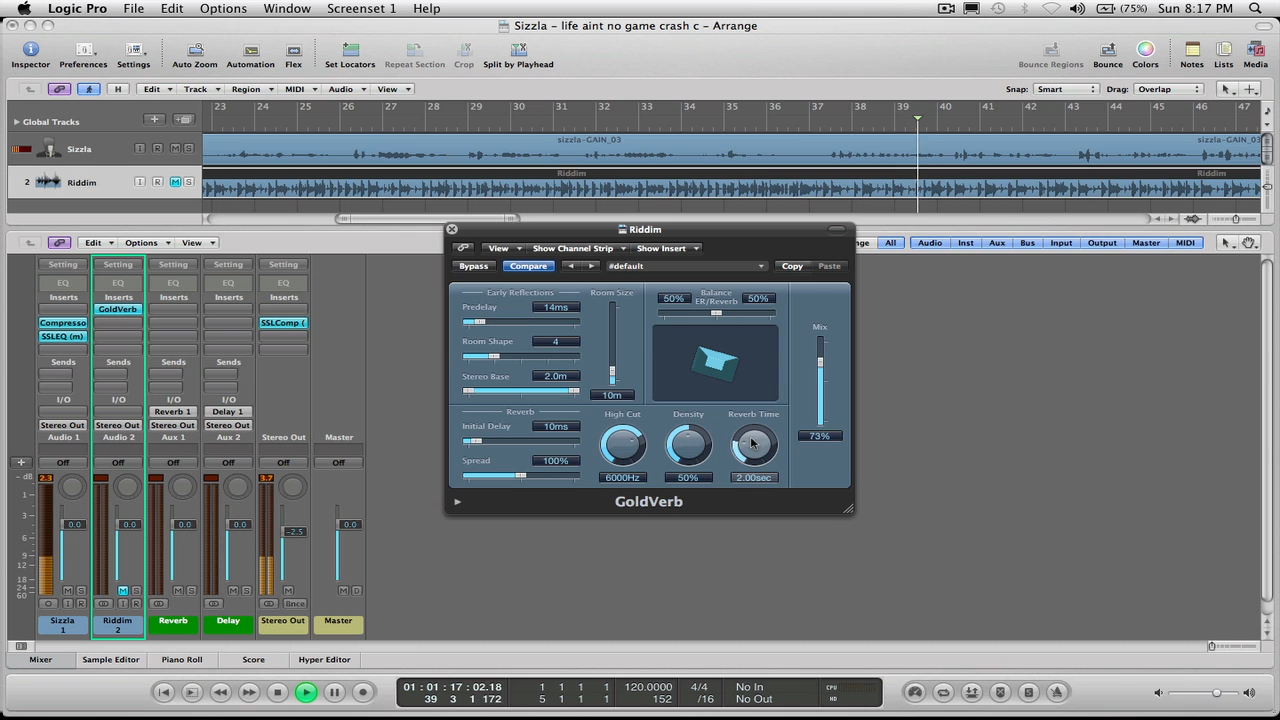 Logic Pro File Edit Options Window Screenset 1 Help (75%) Sun 8:17 PM
Sizzla - life aint no game crash c - Arrange
Inspector Preferences Settings Auto Zoom Automation Flex Set Locators Repeat Section Crop Split by Playhead Bounce Regions Bounce Colors Notes Lists Media
H Edit Track Region MIDI Audio View Snap: Smart Drag: Overlap
23 24 25 26 27 28 29 30 31 32 33 34 35 36 37 38 39 40 41 42 43 44 45 46 47
Global Tracks
sizzla-GAIN_03 sizzla-GAIN_03
Sizzla I R M S
Riddim Riddim
2 Riddim I R M S
Riddim
Edit Options View All Audio Inst Aux Bus Input Output Master MIDI
View Show Channel Strip Show Insert
Bypass Compare #default Copy Paste
Setting Setting Setting Setting Setting
EQ EQ EQ EQ EQ
Inserts Inserts Inserts Inserts Inserts
GoldVerb
Compresso SSLComp (
SSLEQ (m)
Sends Sends Sends Sends
I/O I/O I/O I/O
Reverb 1 Delay 1
Stereo Out Stereo Out Stereo Out Stereo Out
Audio 1 Audio 2 Aux 1 Aux 2 Stereo Out Master
Off Off Off Off Off Off
Early Reflections Room Size
Predelay 14ms
Room Shape 4
Stereo Base 2.0m
10m
50% Balance ER/Reverb 50%
Mix
73%
Reverb High Cut Density Reverb Time
Initial Delay 10ms
Spread 100%
6000Hz 50% 2.00sec
GoldVerb
- dB 2.3 3.7
1
3
6
9
12
18
24
60
0.0 0.0 0.0 0.0 -2.5 0.0
M S M S M S M S M M D
I R I R Bnce
Sizzla Riddim Reverb Delay Stereo Out Master
1 2
Mixer Sample Editor Piano Roll Score Hyper Editor
01 : 01 : 17 : 02.18 1 1 1 1 120.0000 4/4 No In CPU
39 3 1 172 5 1 1 1 152 /16 No Out